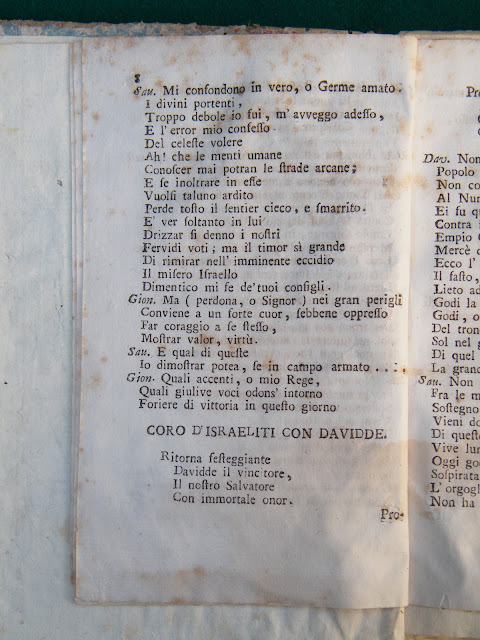 8
Sau. Mi confondono in vero, o Germe amato.
I divini portenti,
Troppo debole io fui, m' avveggo adeſſo,
E l'error mio confeſſo.
Del celeſte volere
Ah! che le menti umane
Conoſcer mai potran le ſtrade arcane;
E ſe inoltrare in eſſe
Vuolſi taluno ardito
Perde toſto il ſentier cieco, e ſmarrito.
E' ver ſoltanto in lui
Drizzar ſi denno i noſtri
Fervidi voti; ma il timor sì grande
Di rimirar nell' imminente eccidio
Il miſero Iſraello
Dimentico mi fe de' tuoi conſigli.
Gion. Ma ( perdona, o Signor ) nei gran perigli
Conviene a un forte cuor, ſebbene oppreſſo
Far coraggio a ſe ſteſſo,
Moſtrar valor, virtù.
Sau. E qual di queſte
Io dimoſtrar potea, ſe in campo armato ....
Gion. Quali accenti, o mio Rege,
Quali giulive voci odonſ' intorno
Foriere di vittoria in queſto giorno
CORO D'ISRAELITI CON DAVIDDE.
Ritorna feſteggiante
Davidde il vincitore,
Il noſtro Salvatore
Con immortale onor.
Pro-
Pre
Dav. Non
Popolo
Non co
Al Nun
Ei fu q
Contra
Empio
Mercè
Ecco l'
Il faſto,
Lieto ad
Godi la
Godi, o
Del tron
Sol nel g
Di quel
La grand
Sau. Non
Fra le m
Soſtegno
Vieni do
Di queſt
Vive lun
Oggi go
Soſpirata
L'orgogl
Non ha